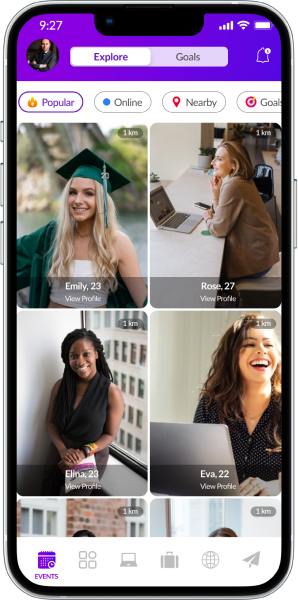 9:27
Explore Goals
Popular Online Nearby Goals
1 km 1 km
Emily, 23 Rose, 27
View Profile View Profile
1 km 1 km
Elina, 23 Eva, 22
View Profile View Profile
1 km 1 km
EVENTS